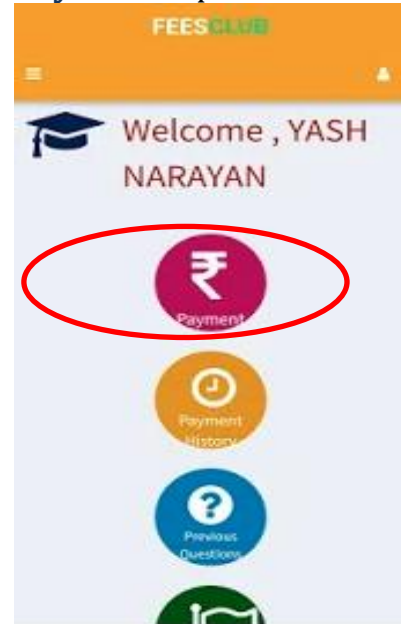 FEESCLUB
Welcome , YASH
NARAYAN
₹
Payment
Payment
History
?
Previous
Questions